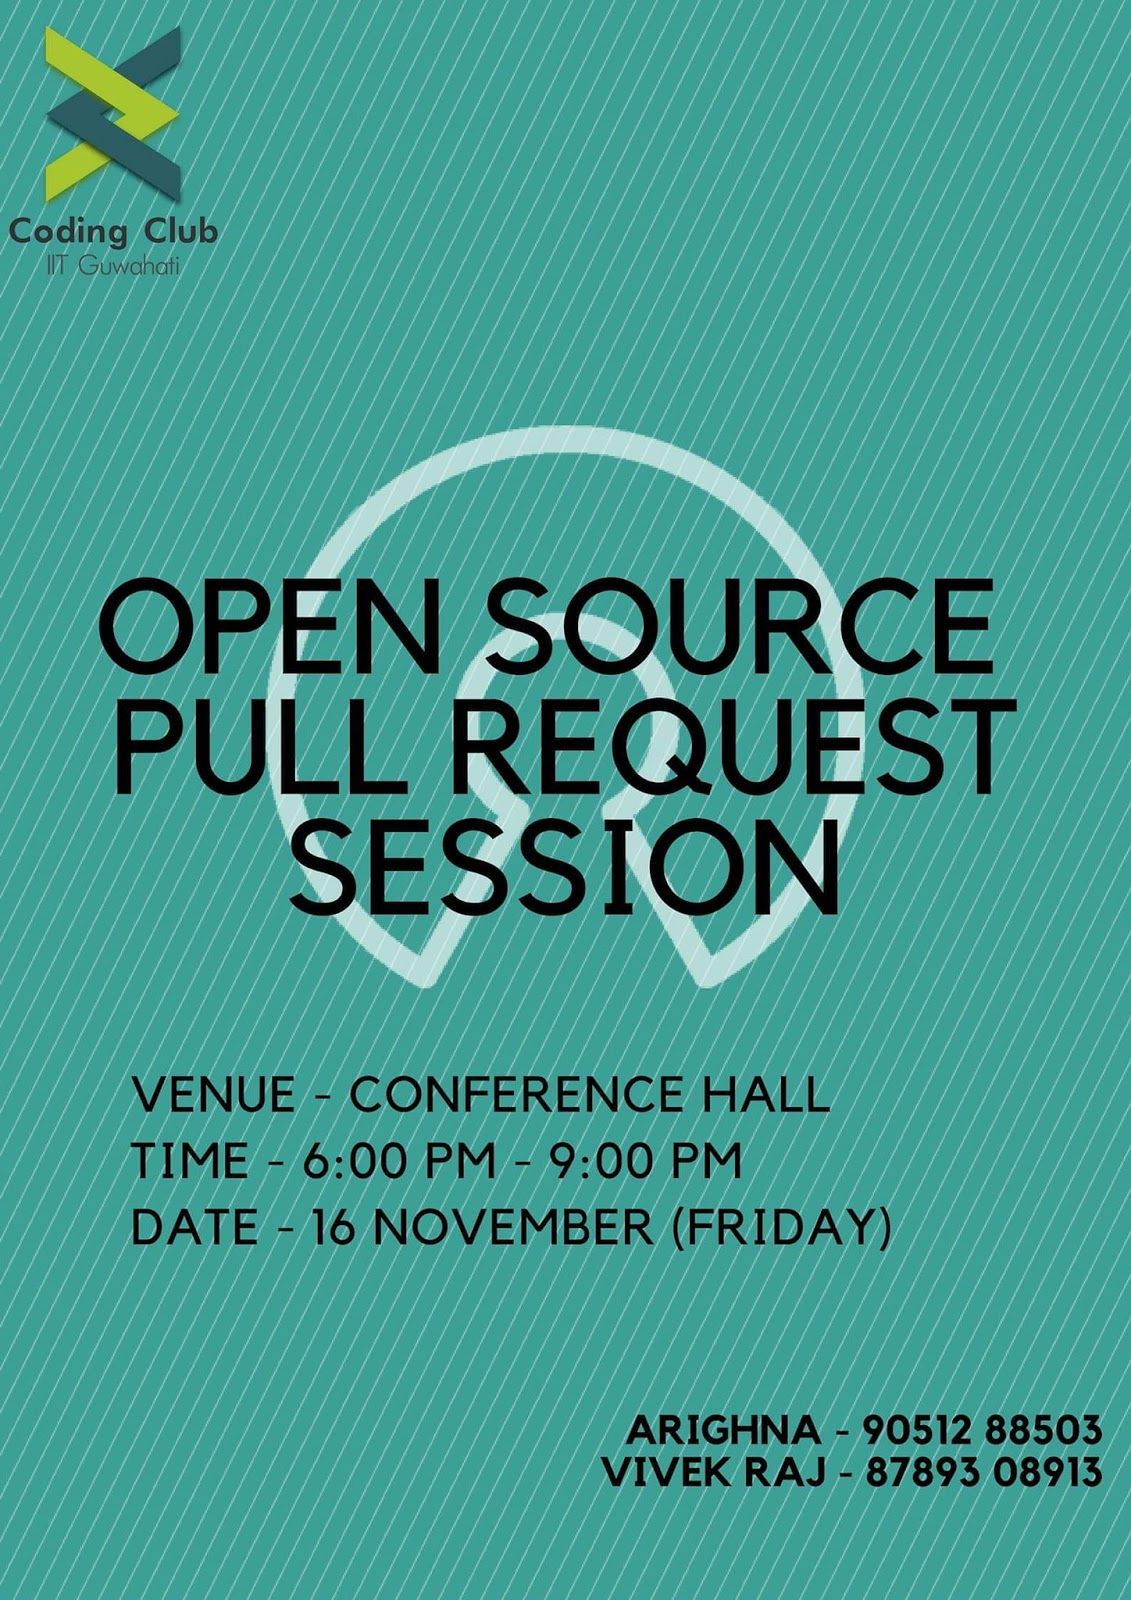 Coding Club
IIT Guwahati
OPEN SOURCE
PULL REQUEST
SESSION
VENUE - CONFERENCE HALL
TIME - 6:00 PM - 9:00 PM
DATE - 16 NOVEMBER (FRIDAY)
ARIGHNA - 90512 88503
VIVEK RAJ - 87893 08913